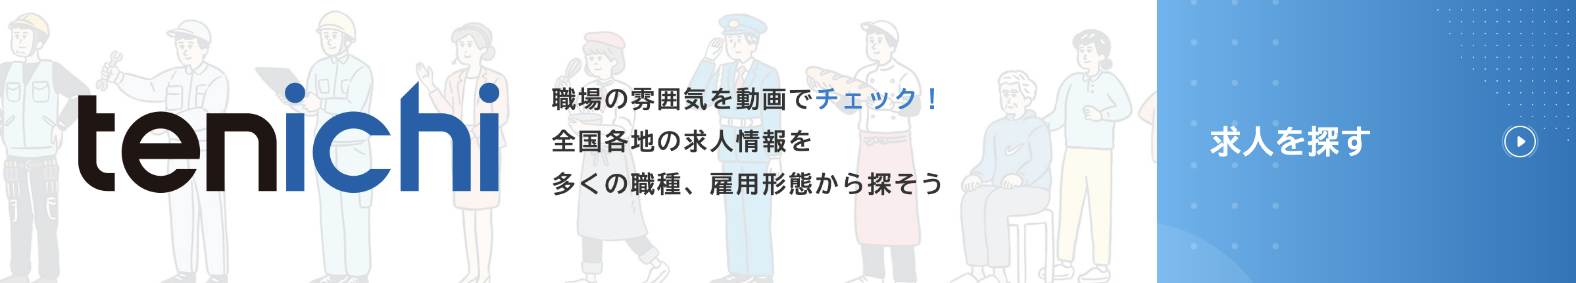 tenichi
職場の雰囲気を動画でチェック！
全国各地の求人情報を
多くの職種、雇用形態から探そう
求人を探す